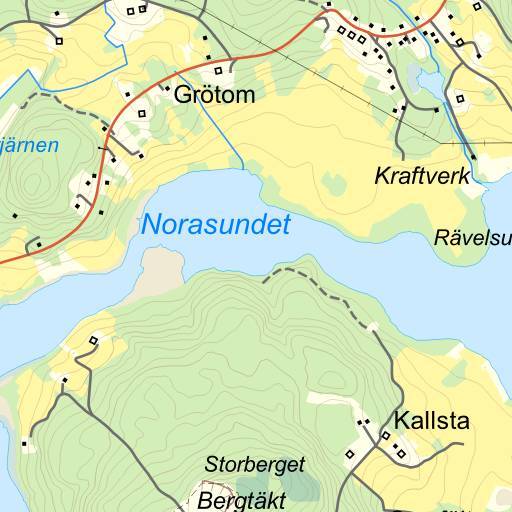 Grötom
järnen
Kraftverk
Norasundet
Rävelsu
Kallsta
Storberget
Bergtäkt